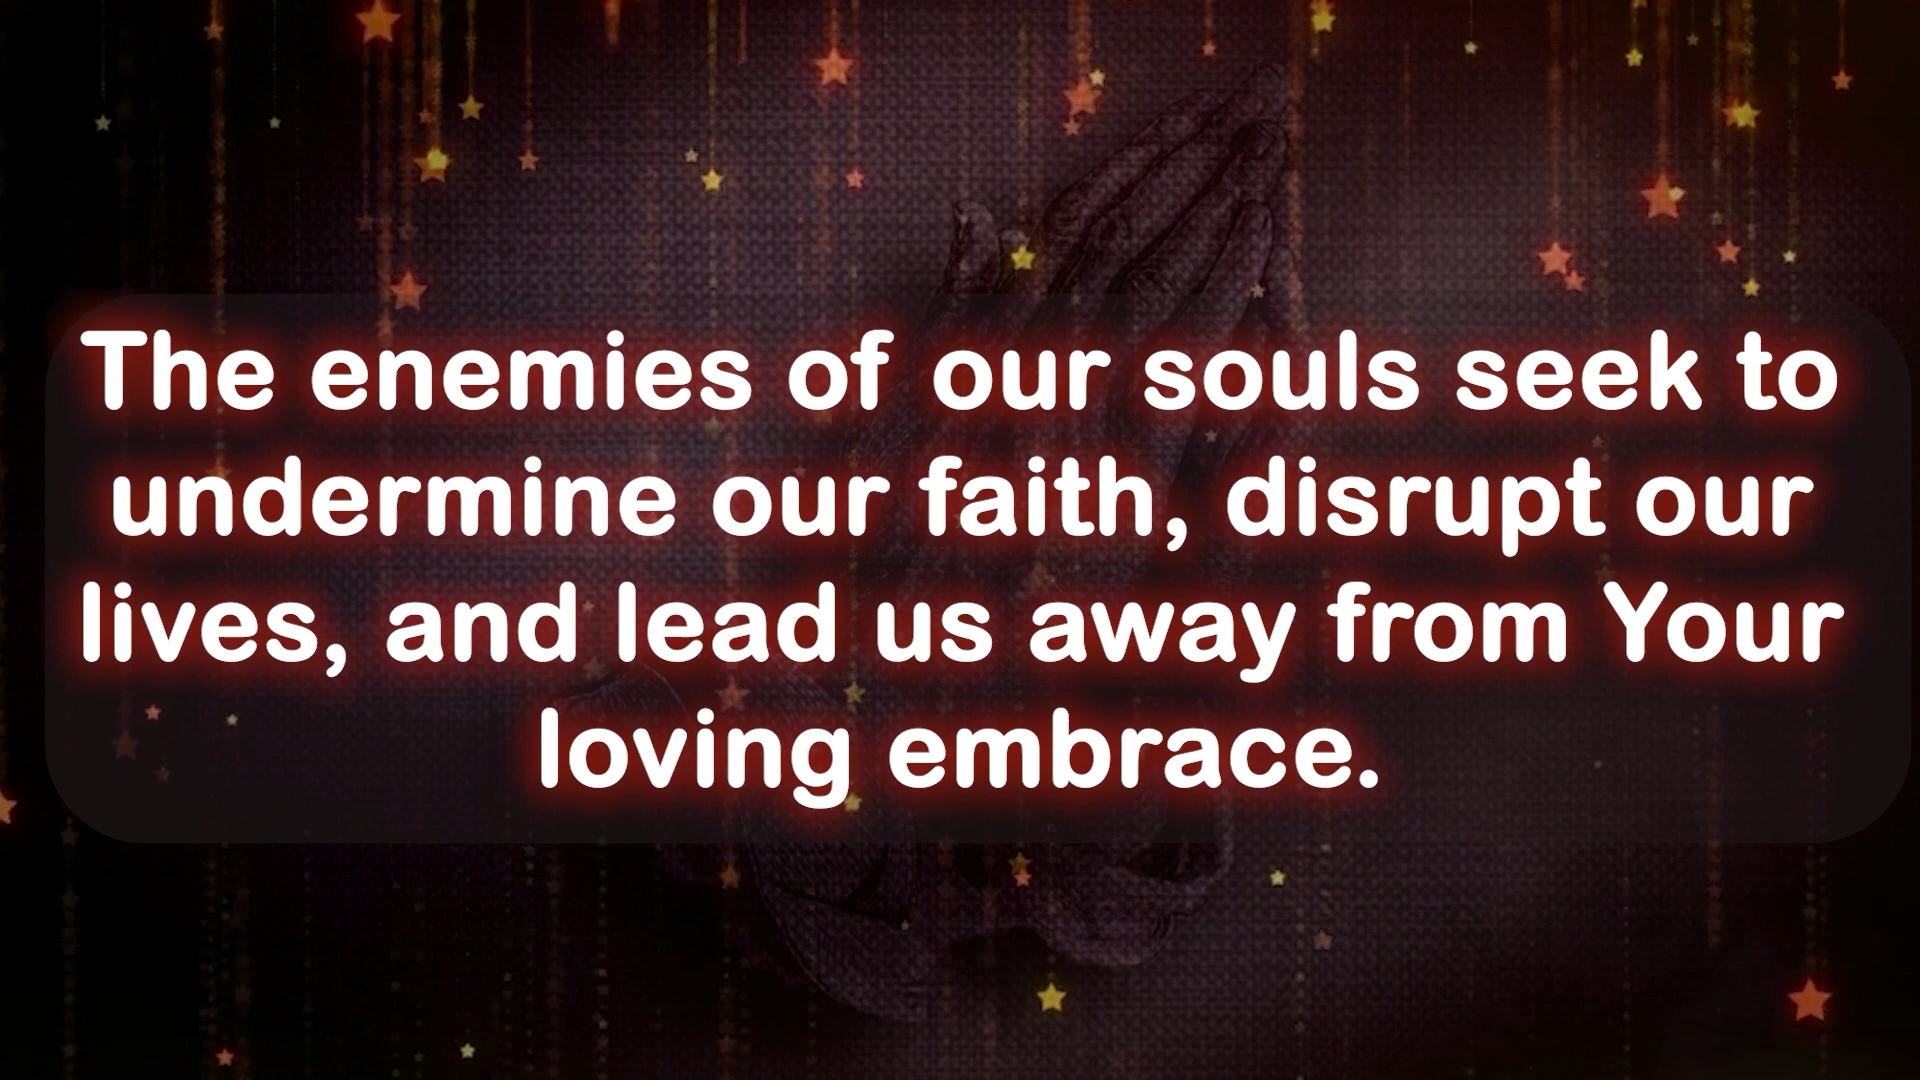 The enemies of our souls seek to
undermine our faith, disrupt our
lives, and lead us away from Your
loving embrace.